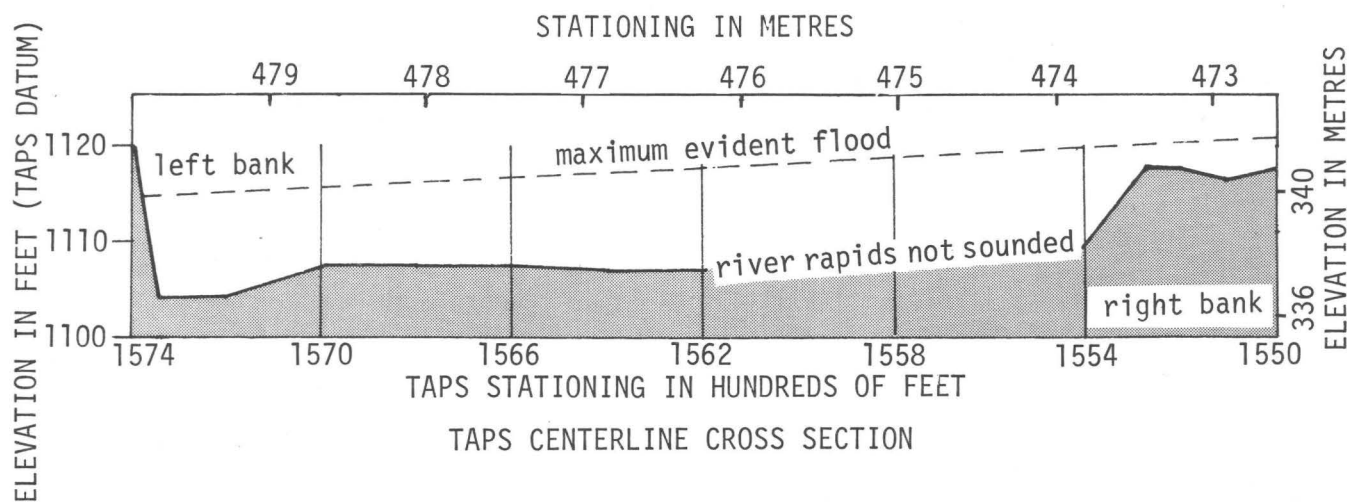 STATIONING IN METRES
479 478 477 476 475 474 473
ELEVATION IN FEET (TAPS DATUM)
1120
1110
1100
left bank
maximum evident flood
river rapids not sounded
right bank
340
336
ELEVATION IN METRES
1574 1570 1566 1562 1558 1554 1550
TAPS STATIONING IN HUNDREDS OF FEET
TAPS CENTERLINE CROSS SECTION